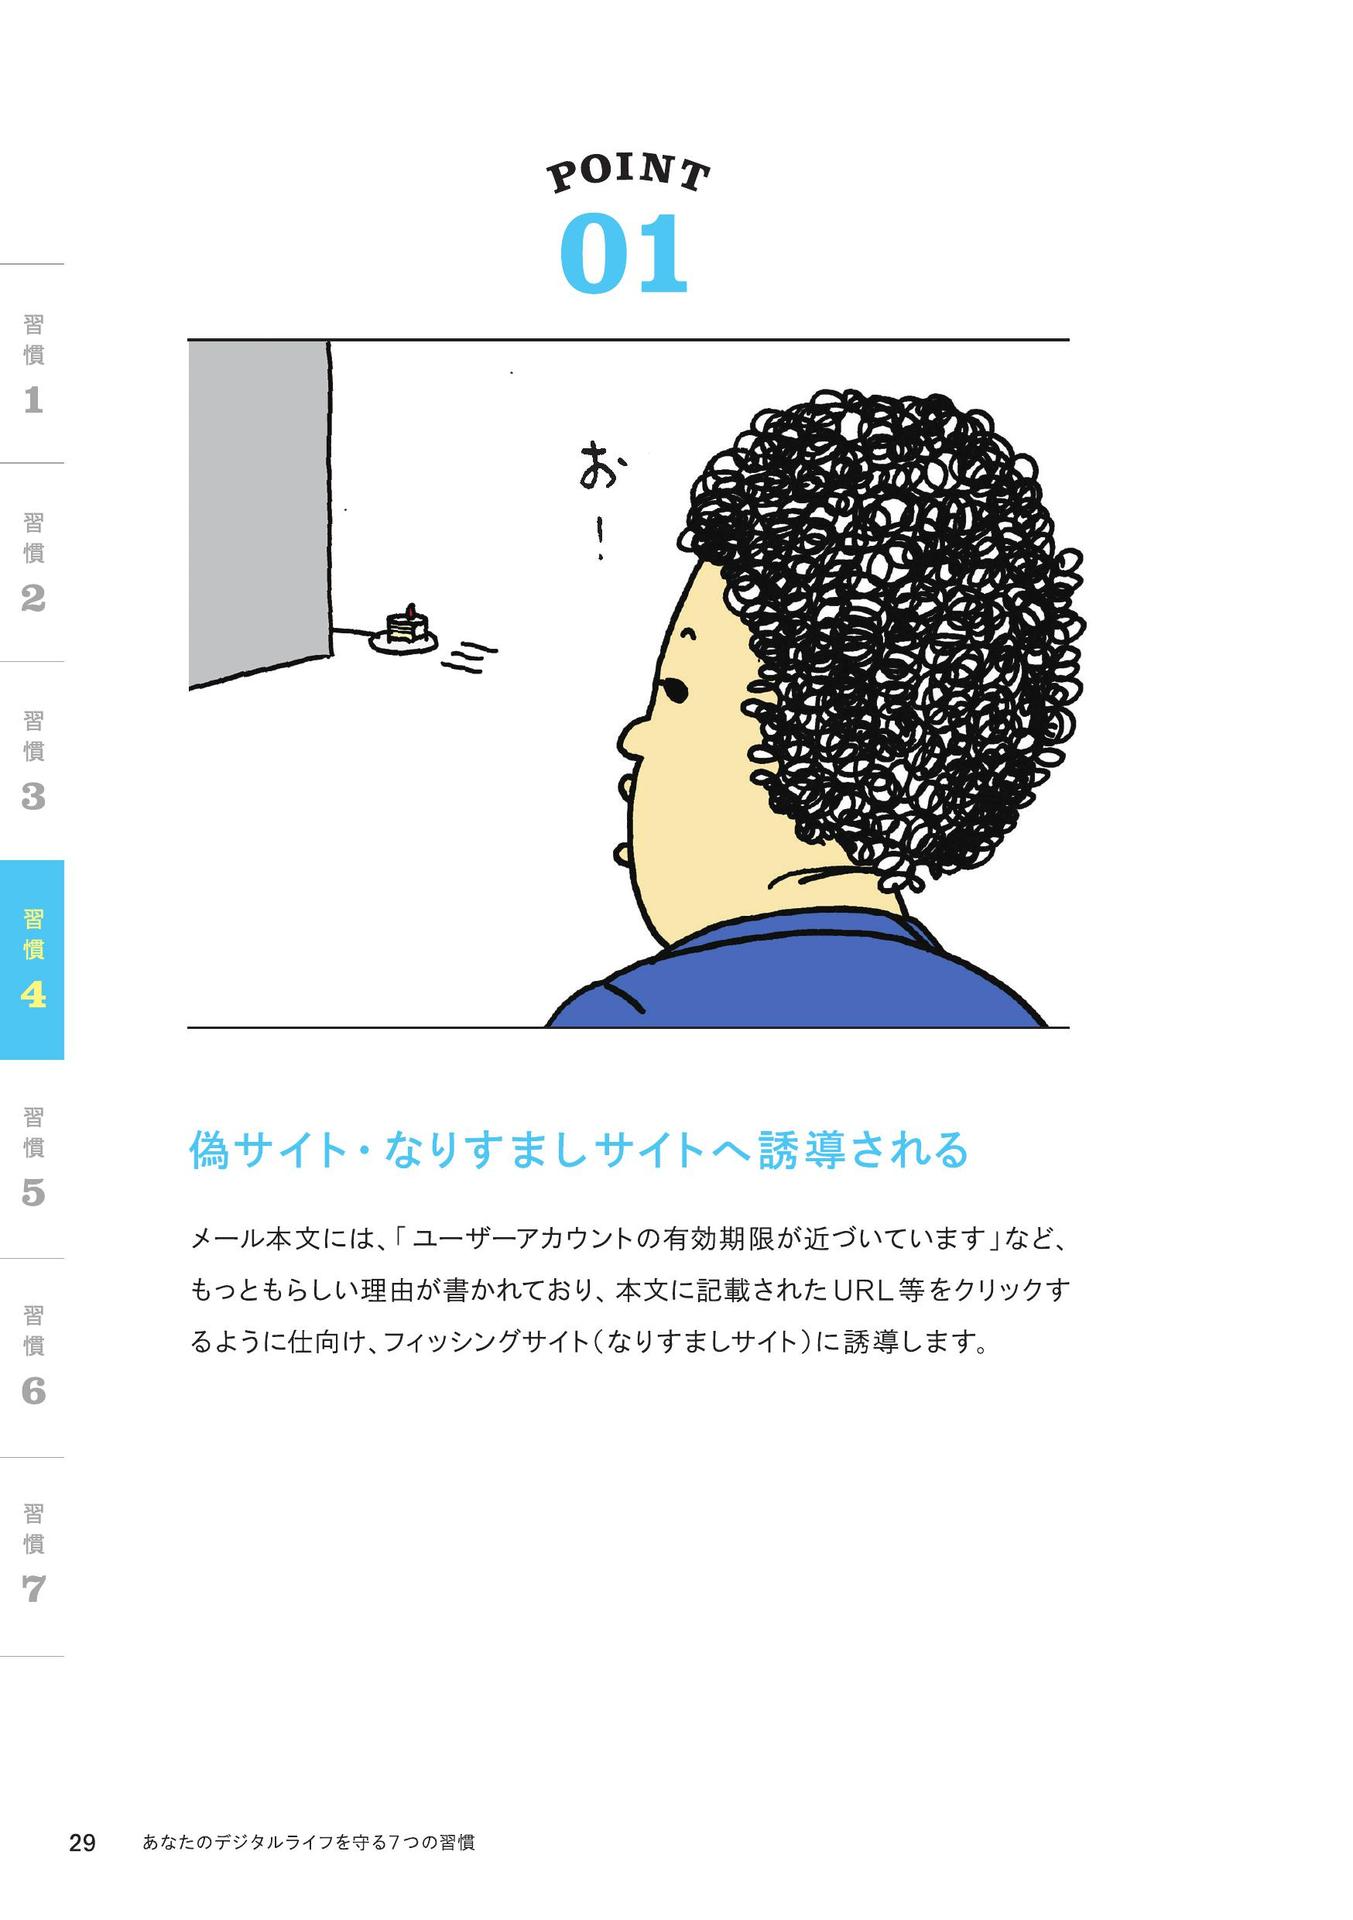 POINT
01
お！
習慣1
習慣2
習慣3
習慣4
習慣5
習慣6
習慣7
偽サイト・なりすましサイトへ誘導される
メール本文には、「ユーザーアカウントの有効期限が近づいています」など、
もっともらしい理由が書かれており、本文に記載されたURL等をクリックす
るように仕向け、フィッシングサイト（なりすましサイト）に誘導します。
29 あなたのデジタルライフを守る7つの習慣